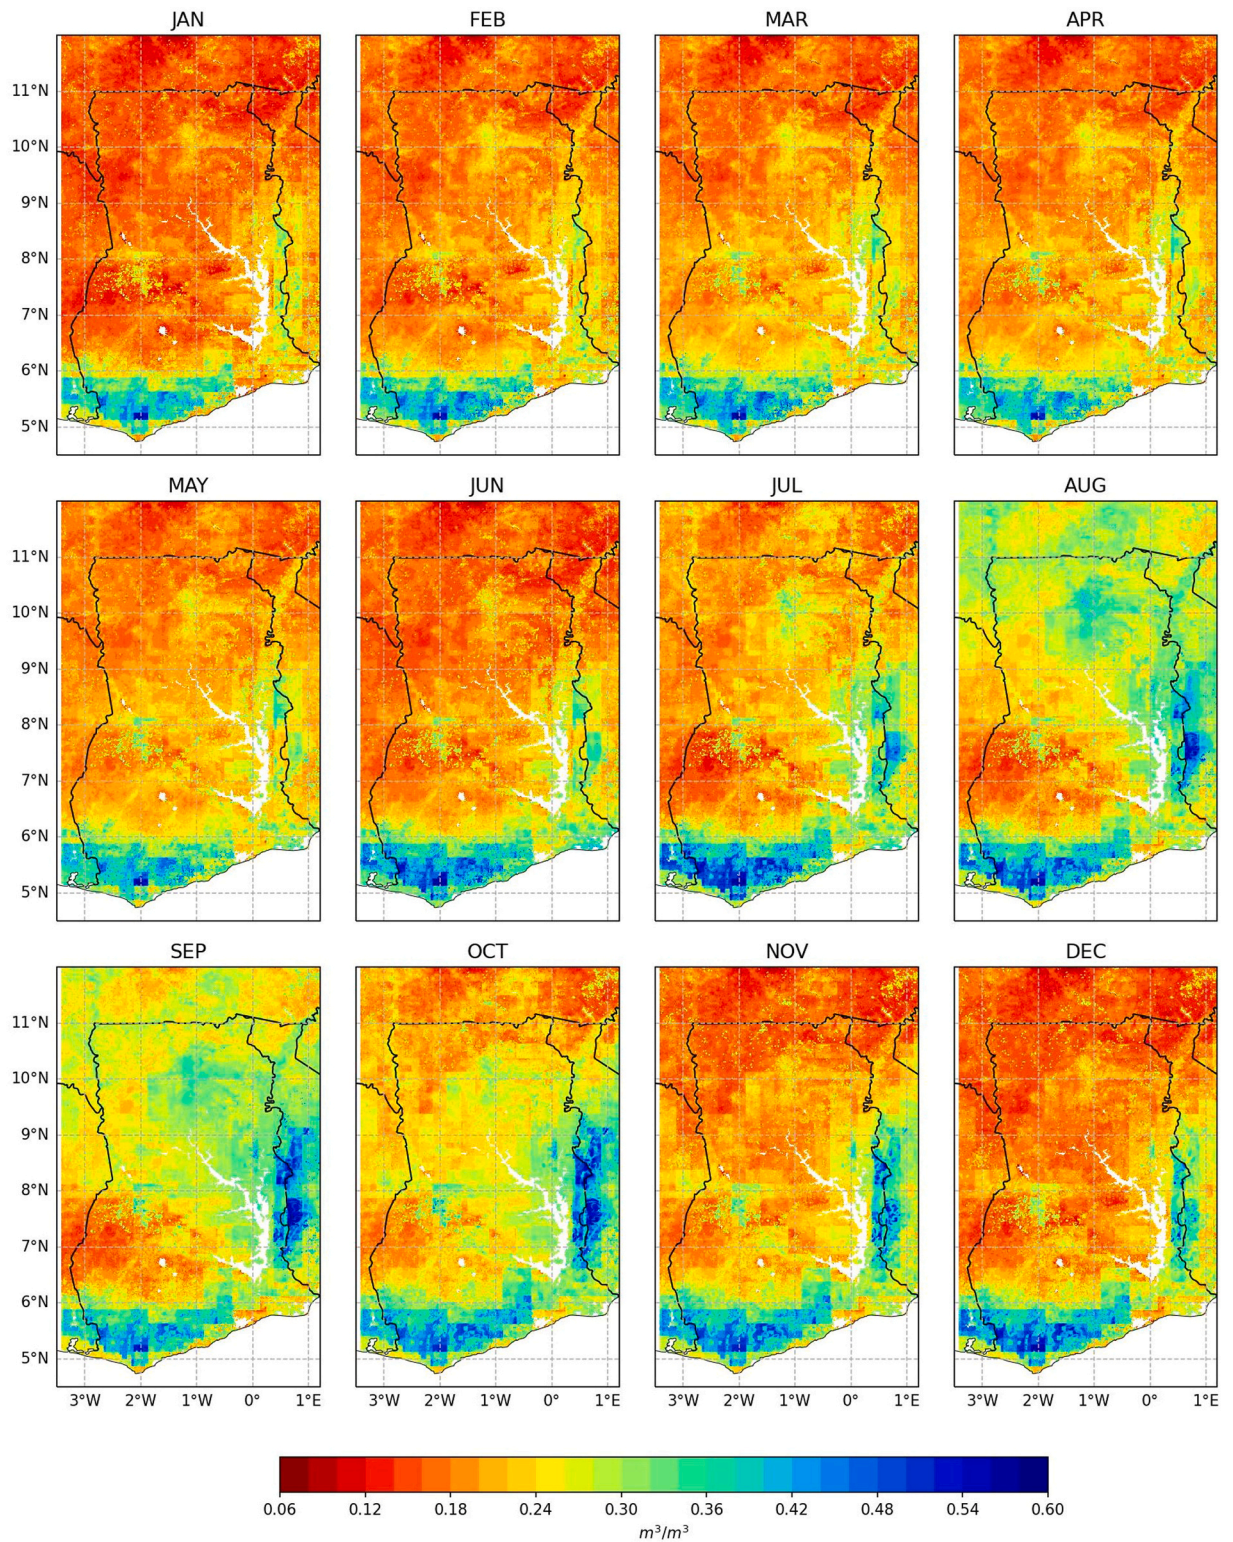 JAN FEB MAR APR
11°N
10°N
9°N
8°N
7°N
6°N
5°N
MAY JUN JUL AUG
11°N
10°N
9°N
8°N
7°N
6°N
5°N
SEP OCT NOV DEC
11°N
10°N
9°N
8°N
7°N
6°N
5°N
3°W 2°W 1°W 0° 1°E 3°W 2°W 1°W 0° 1°E 3°W 2°W 1°W 0° 1°E 3°W 2°W 1°W 0° 1°E
0.06 0.12 0.18 0.24 0.30 0.36 0.42 0.48 0.54 0.60
m³/m³